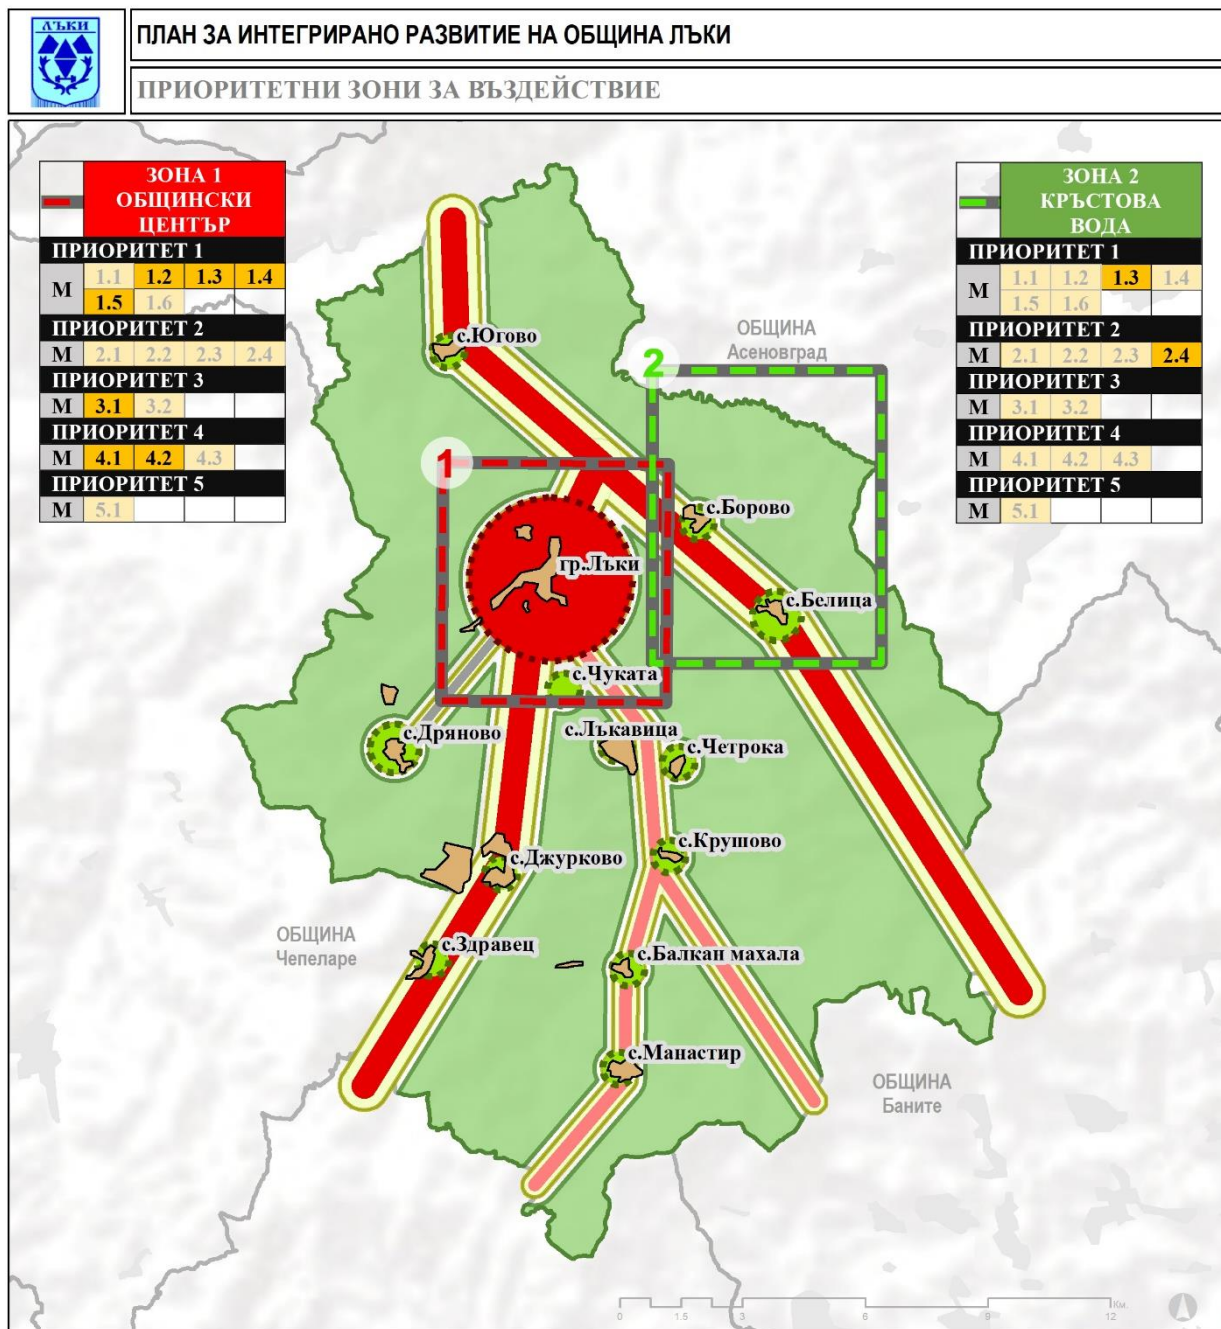 ЛЪКИ
ПЛАН ЗА ИНТЕГРИРАНО РАЗВИТИЕ НА ОБЩИНА ЛЪКИ
ПРИОРИТЕТНИ ЗОНИ ЗА ВЪЗДЕЙСТВИЕ
ЗОНА 1
ОБЩИНСКИ
ЦЕНТЪР
ПРИОРИТЕТ 1
М 1.1 1.2 1.3 1.4
1.5 1.6
ПРИОРИТЕТ 2
М 2.1 2.2 2.3 2.4
ПРИОРИТЕТ 3
М 3.1 3.2
ПРИОРИТЕТ 4
М 4.1 4.2 4.3
ПРИОРИТЕТ 5
М 5.1
ЗОНА 2
КРЪСТОВА
ВОДА
ПРИОРИТЕТ 1
М 1.1 1.2 1.3 1.4
1.5 1.6
ПРИОРИТЕТ 2
М 2.1 2.2 2.3 2.4
ПРИОРИТЕТ 3
М 3.1 3.2
ПРИОРИТЕТ 4
М 4.1 4.2 4.3
ПРИОРИТЕТ 5
М 5.1
с.Югово
ОБЩИНА
Асеновград
2
1
с.Борово
гр.Лъки
с.Белица
с.Чуката
с.Дряново
с.Лъкавица
с.Четрока
с.Крушово
с.Джурково
ОБЩИНА
Чепеларе
с.Здравец
с.Балкан махала
с.Манастир
ОБЩИНА
Баните
Км.
0 1.5 3 6 9 12